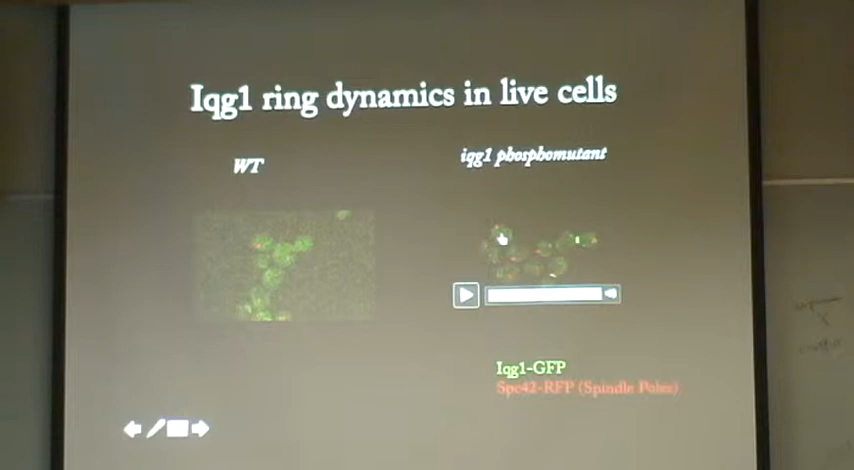 Iqg1 ring dynamics in live cells
WT
iqg1 phosphomutant
Iqg1-GFP
Spc42-RFP (Spindle Poles)